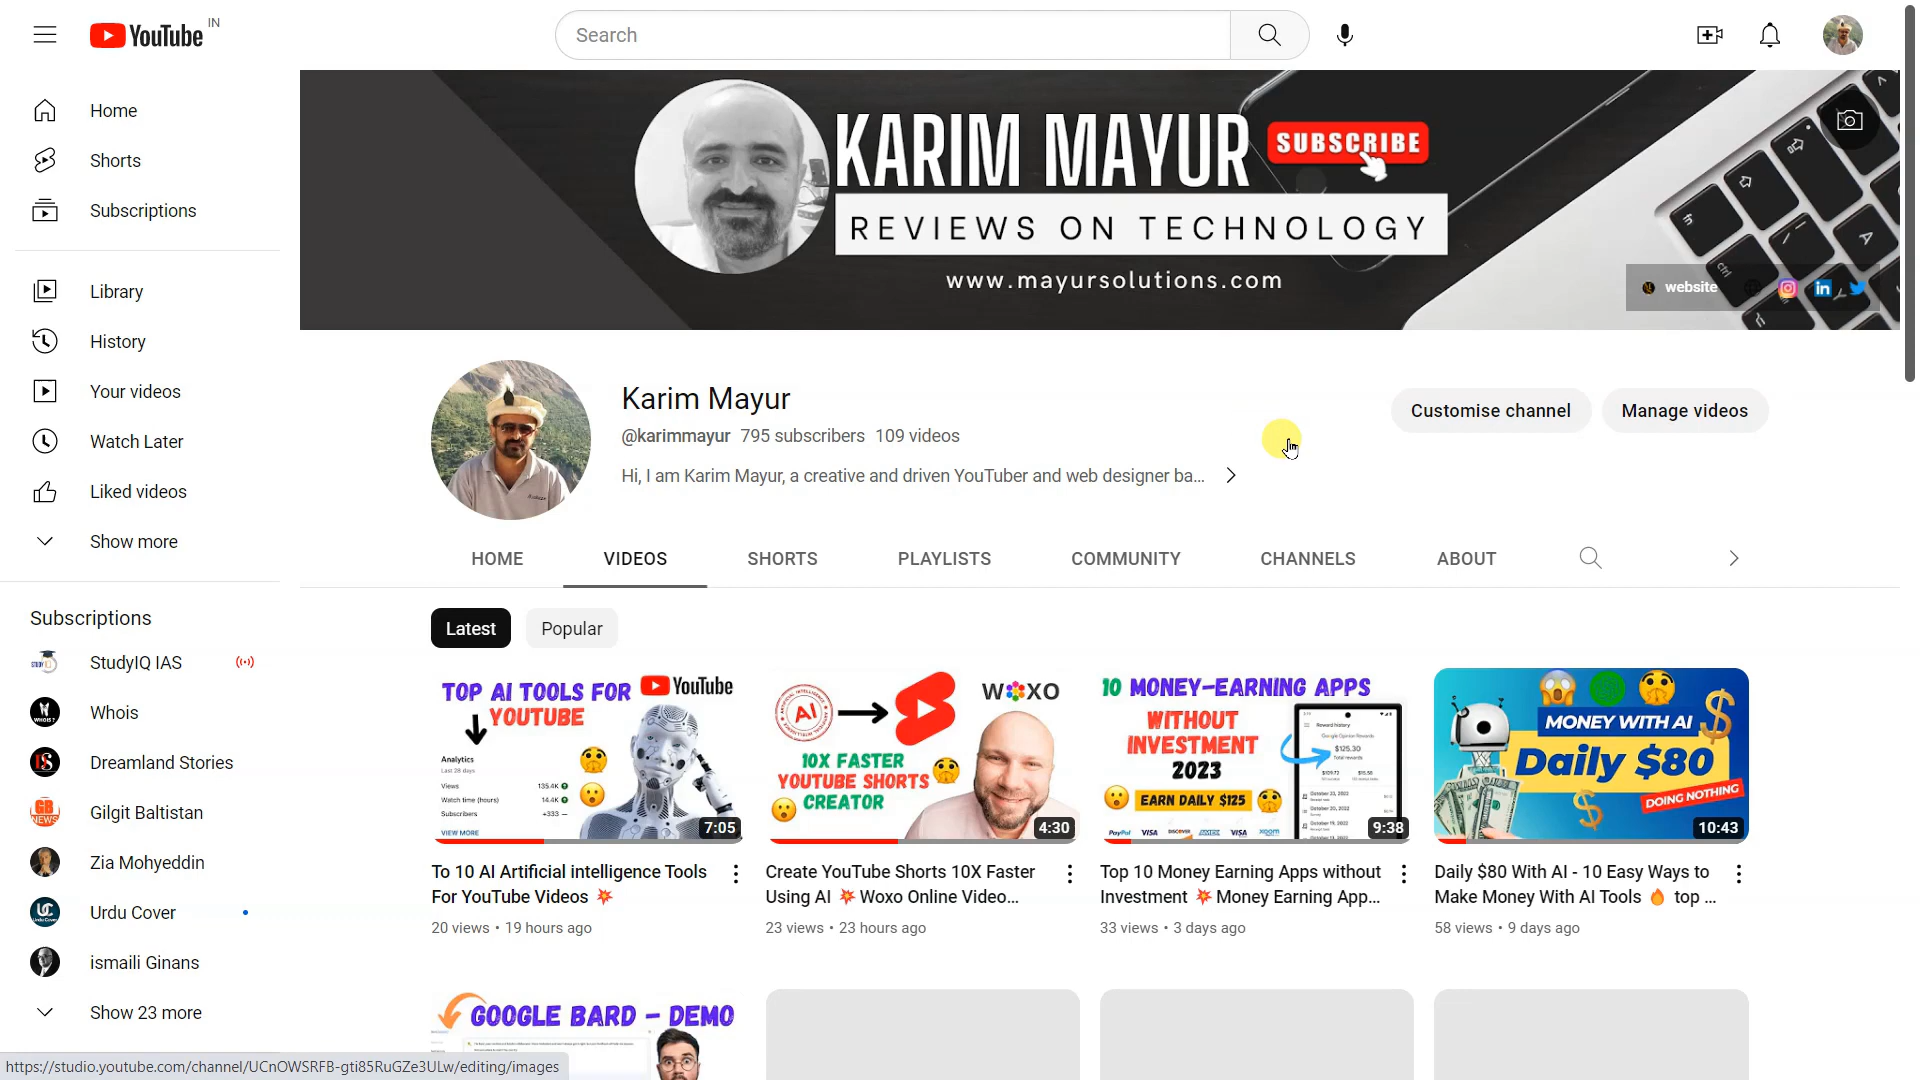 YouTube IN
Search
Home
Shorts
Subscriptions
Library
History
Your videos
Watch Later
Liked videos
Show more
Subscriptions
StudyIQ IAS
Whois
Dreamland Stories
Gilgit Baltistan
Zia Mohyeddin
Urdu Cover
ismaili Ginans
Show 23 more
KARIM MAYUR
SUBSCRIBE
REVIEWS ON TECHNOLOGY
www.mayursolutions.com
website
Karim Mayur
@karimmayur 795 subscribers 109 videos
Hi, I am Karim Mayur, a creative and driven YouTuber and web designer ba...
Customise channel
Manage videos
HOME
VIDEOS
SHORTS
PLAYLISTS
COMMUNITY
CHANNELS
ABOUT
Latest
Popular
TOP AI TOOLS FOR YouTube
YOUTUBE
Analytics
Last 28 days
Views 135.4K
Watch time (hours) 14.4K
Subscribers +333
VIEW MORE
7:05
To 10 AI Artificial intelligence Tools
For YouTube Videos 💥
20 views • 19 hours ago
AI
WOXO
10X FASTER
YOUTUBE SHORTS
CREATOR
4:30
Create YouTube Shorts 10X Faster
Using AI 💥 Woxo Online Video...
23 views • 23 hours ago
10 MONEY-EARNING APPS
WITHOUT
INVESTMENT
2023
EARN DAILY $125
Reward history
Google Opinion Rewards
$125.30
Total rewards
PayPal VISA DISCOVER VISA xoom
9:38
Top 10 Money Earning Apps without
Investment 💥 Money Earning App...
33 views • 3 days ago
MONEY WITH AI
Daily $80
DOING NOTHING
10:43
Daily $80 With AI - 10 Easy Ways to
Make Money With AI Tools 🔥 top ...
58 views • 9 days ago
GOOGLE BARD - DEMO
https://studio.youtube.com/channel/UCnOWSRFB-gti85RuGZe3ULw/editing/images